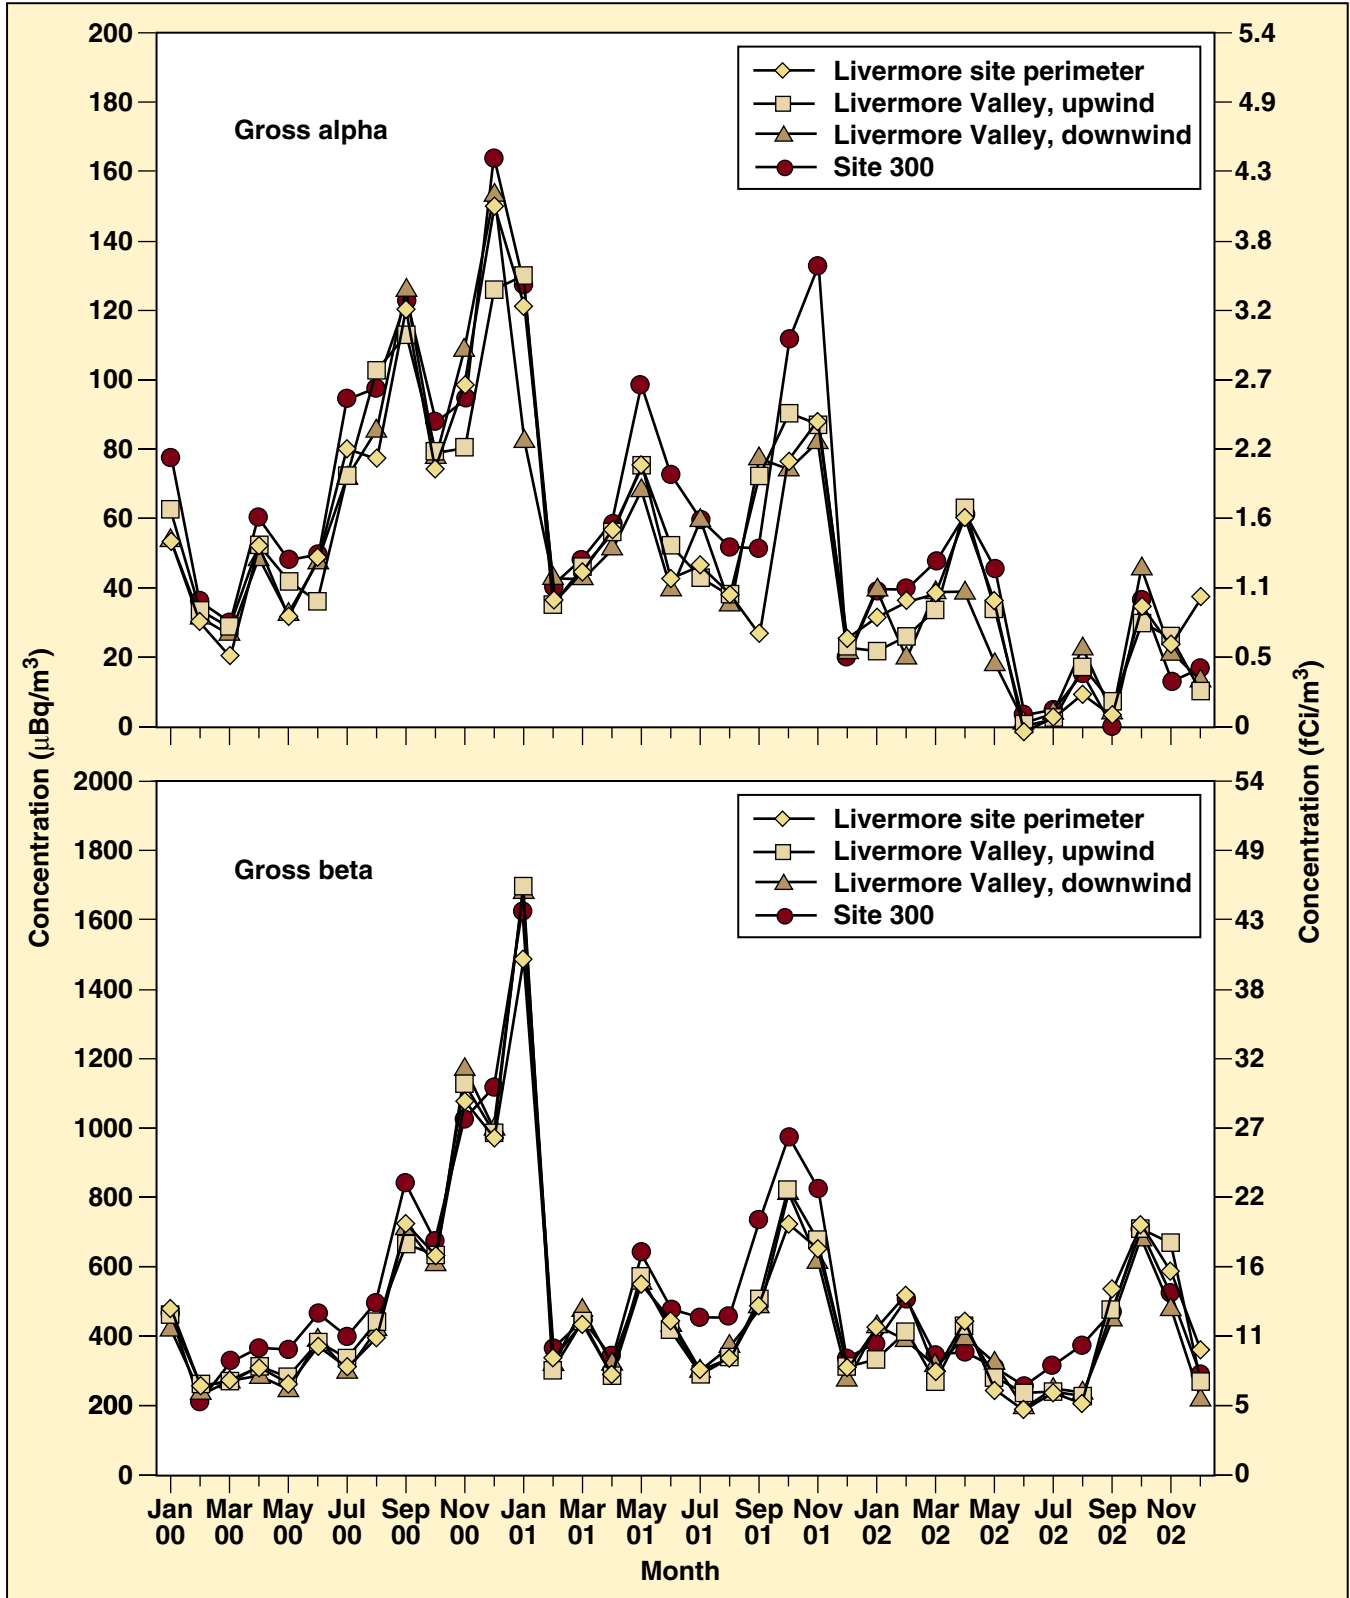 Gross alpha
Livermore site perimeter
Livermore Valley, upwind
Livermore Valley, downwind
Site 300
200
180
160
140
120
100
80
60
40
20
0
5.4
4.9
4.3
3.8
3.2
2.7
2.2
1.6
1.1
0.5
0
Concentration (μBq/m³)
Concentration (fCi/m³)
Gross beta
Livermore site perimeter
Livermore Valley, upwind
Livermore Valley, downwind
Site 300
2000
1800
1600
1400
1200
1000
800
600
400
200
0
54
49
43
38
32
27
22
16
11
5
0
Jan Mar May Jul Sep Nov Jan Mar May Jul Sep Nov Jan Mar May Jul Sep Nov
00 00 00 00 00 00 01 01 01 01 01 01 02 02 02 02 02 02
Month